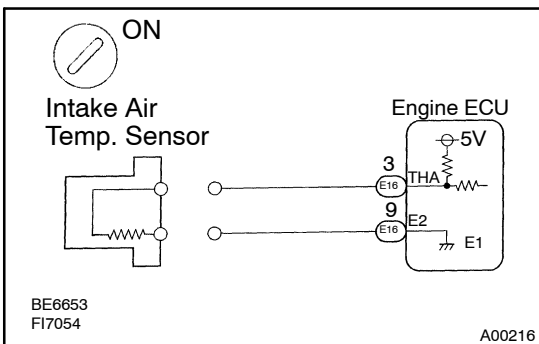 ON
Intake Air
Temp. Sensor
Engine ECU
5V
3
E16
THA
9
E16
E2
E1
BE6653
FI7054
A00216